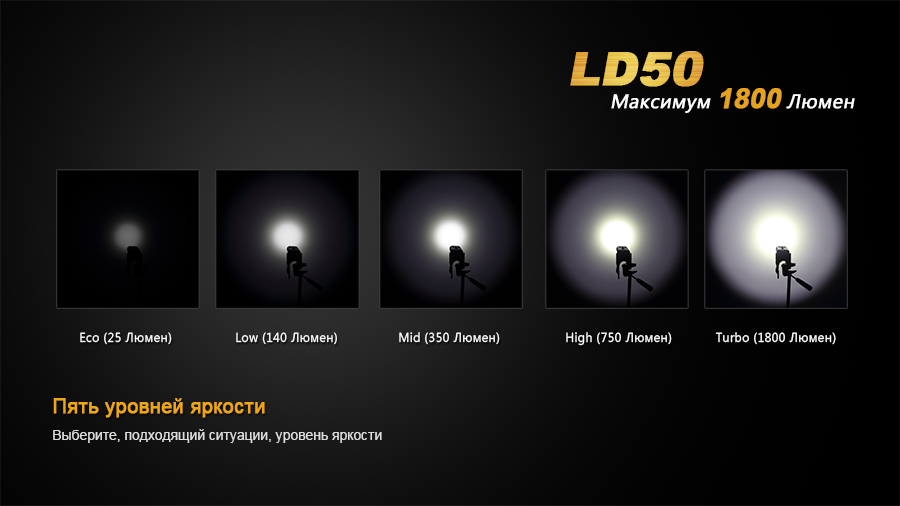 LD50
Максимум 1800 Люмен
Eco (25 Люмен) Low (140 Люмен) Mid (350 Люмен) High (750 Люмен) Turbo (1800 Люмен)
Пять уровней яркости
Выберите, подходящий ситуации, уровень яркости